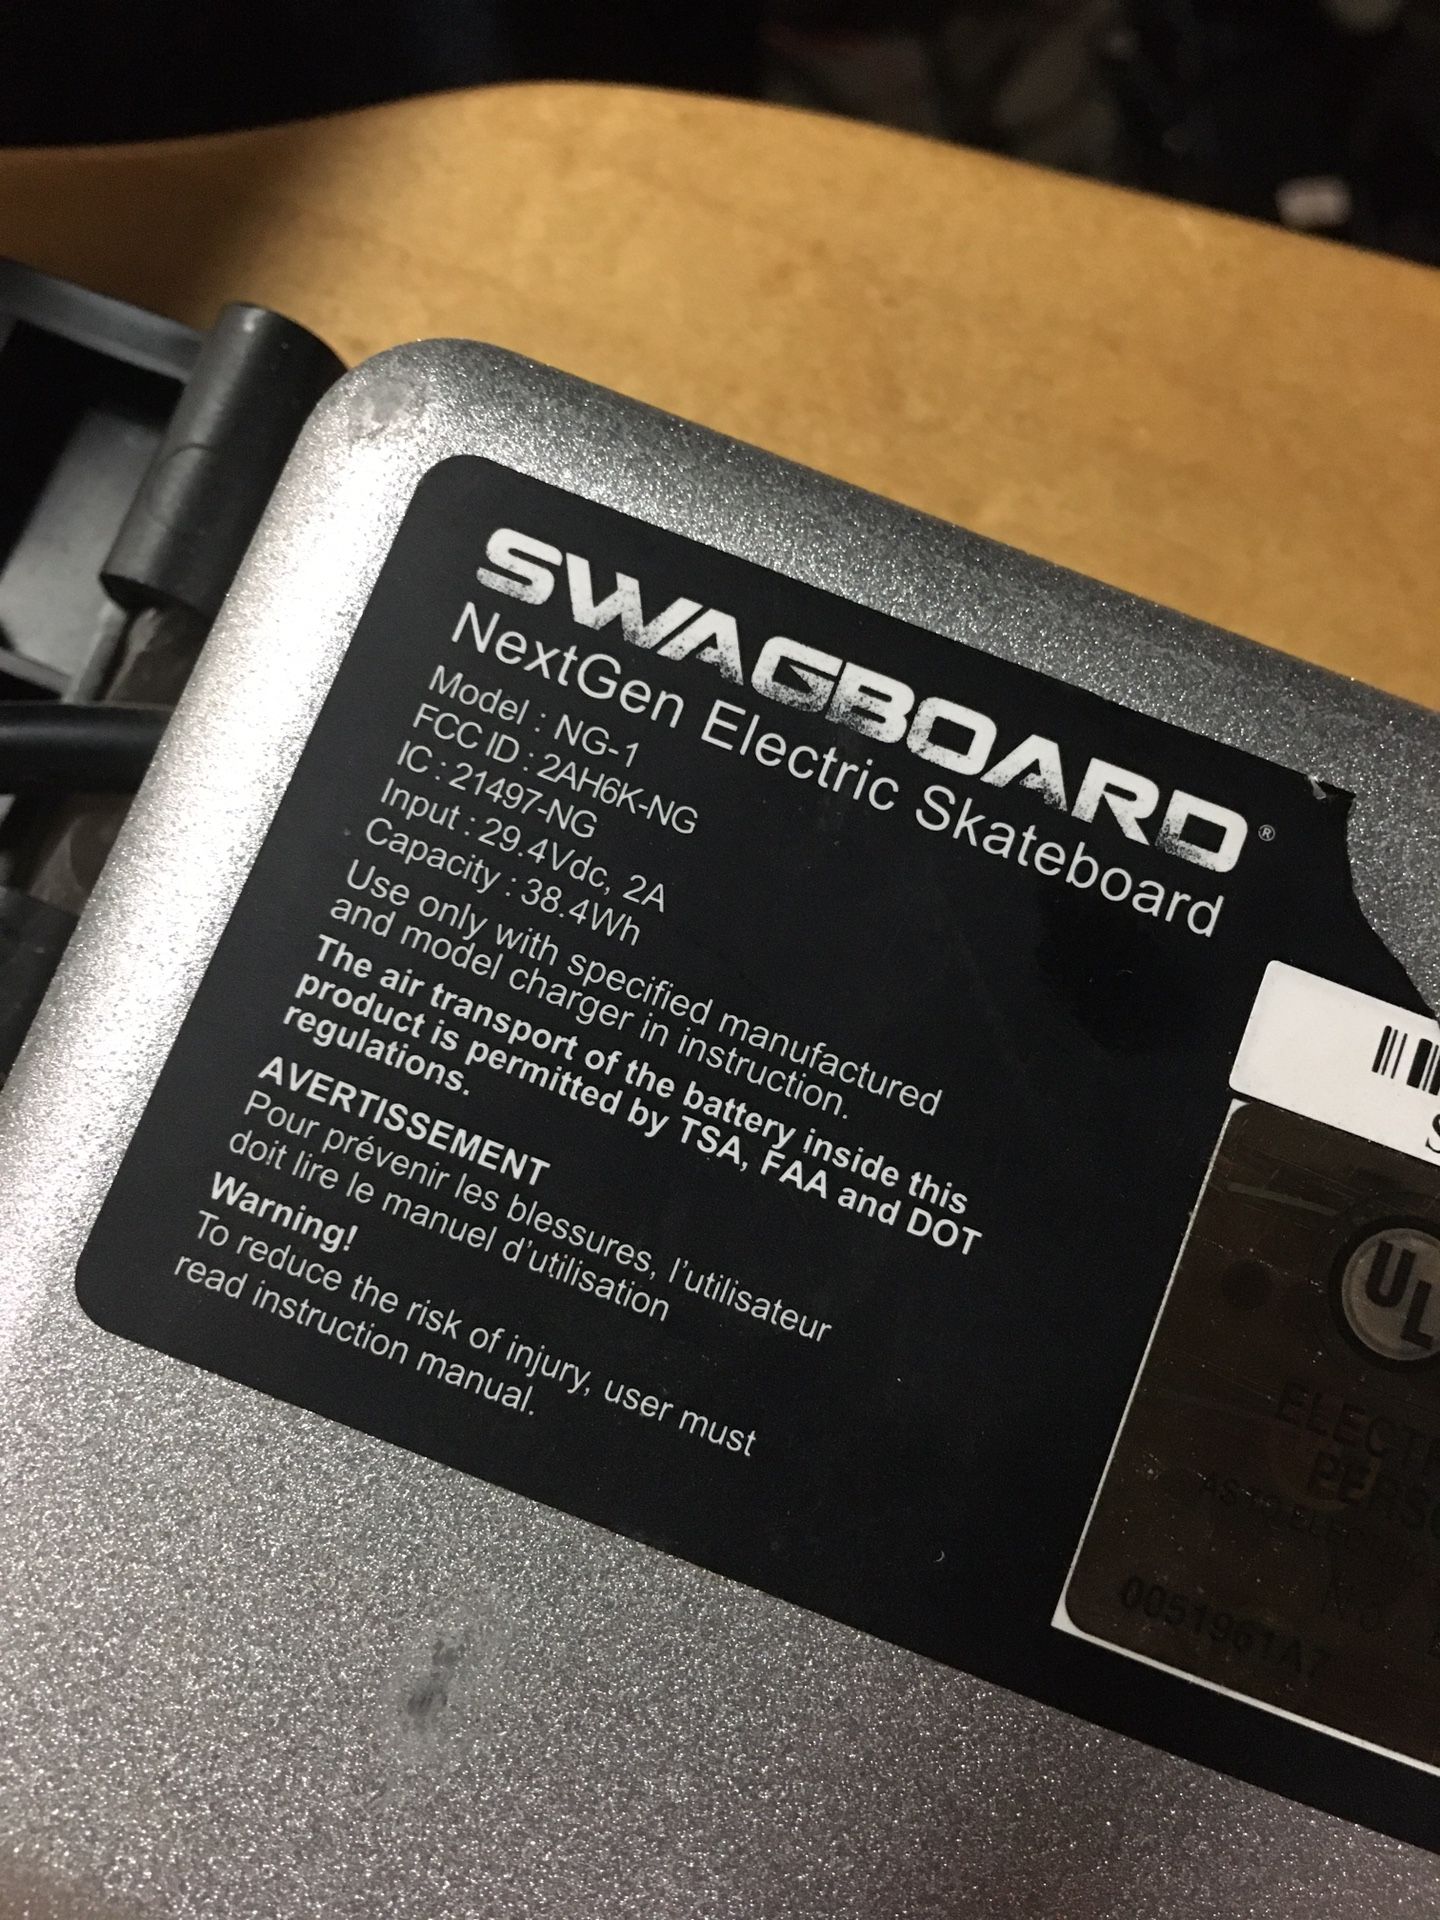 SWAGBOARD®
NextGen Electric Skateboard
Model : NG-1
FCC ID : 2AH6K-NG
IC : 21497-NG
Input : 29.4Vdc, 2A
Capacity : 38.4Wh
Use only with specified manufactured
and model charger in instruction.
The air transport of the battery inside this
product is permitted by TSA, FAA and DOT
regulations.
AVERTISSEMENT
Pour prévenir les blessures, l'utilisateur
doit lire le manuel d'utilisation
Warning!
To reduce the risk of injury, user must
read instruction manual.
S
UL